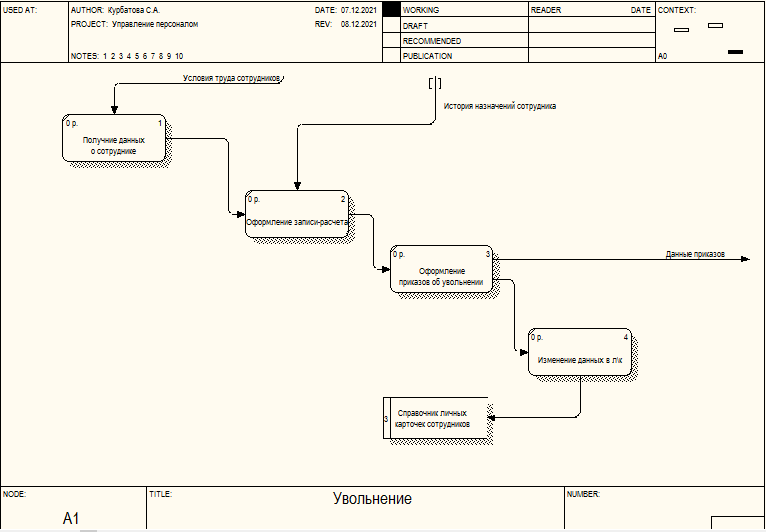 USED AT:
AUTHOR: Курбатова С.А.
DATE: 07.12.2021
WORKING
READER
DATE
CONTEXT:
PROJECT: Управление персоналом
REV: 08.12.2021
DRAFT
RECOMMENDED
NOTES: 1 2 3 4 5 6 7 8 9 10
PUBLICATION
A0
Условия труда сотрудников
[ ]
История назначений сотрудника
0 р.
1
Получние данных
о сотруднике
0 р.
2
Оформление записи-расчета
0 р.
3
Оформление
приказов об увольнении
Данные приказов
0 р.
4
Изменение данных в л\к
3
Справочник личных
карточек сотрудников
NODE:
A1
TITLE:
Увольнение
NUMBER: